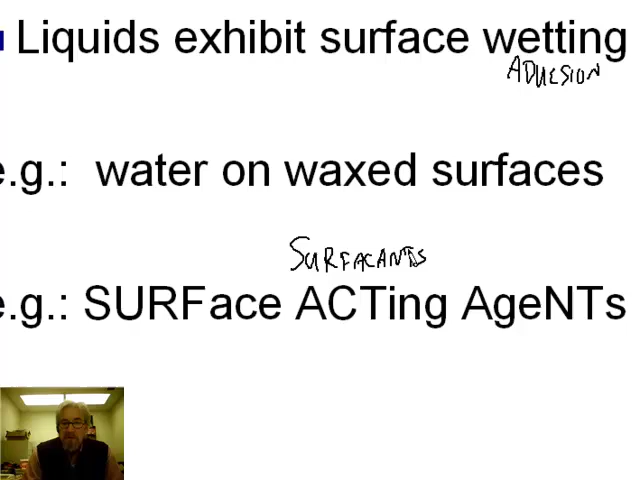 Liquids exhibit surface wetting
ADHESION
e.g.: water on waxed surfaces
SURFACANTS
e.g.: SURFace ACTing AgeNTs